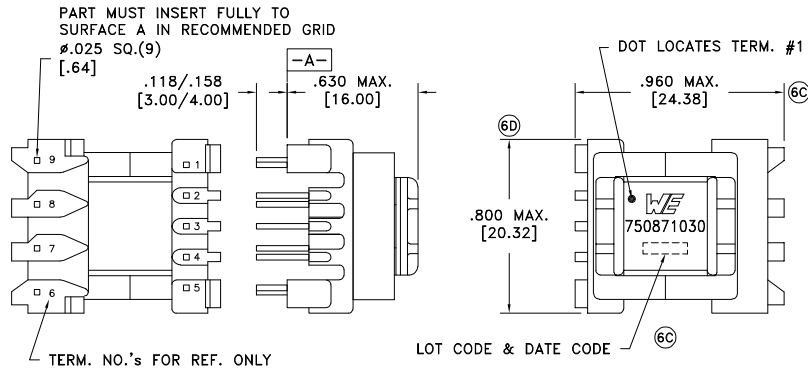 PART MUST INSERT FULLY TO
SURFACE A IN RECOMMENDED GRID
ø.025 SQ.(9)
[.64]
-A-
.118/.158
[3.00/4.00]
.630 MAX.
[16.00]
DOT LOCATES TERM. #1
.960 MAX.
[24.38]
6C
6D
.800 MAX.
[20.32]
9
8
7
6
1
2
3
4
5
WE
750871030
TERM. NO.'s FOR REF. ONLY
LOT CODE & DATE CODE
6C